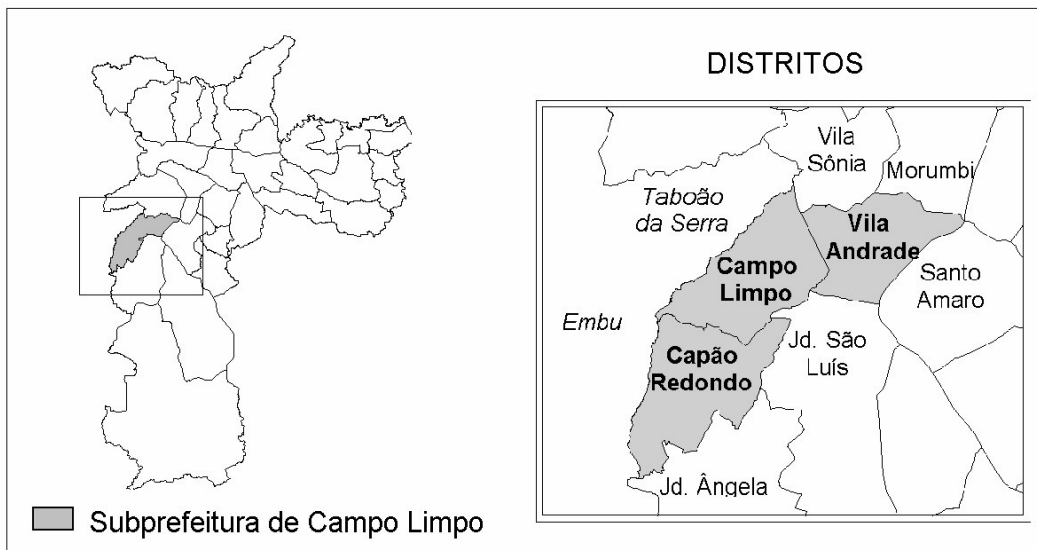 DISTRITOS
Vila
Sônia
Morumbi
Taboão
da Serra
Vila
Andrade
Campo
Limpo
Santo
Amaro
Embu
Capão
Redondo
Jd. São
Luís
Jd. Ângela
Subprefeitura de Campo Limpo